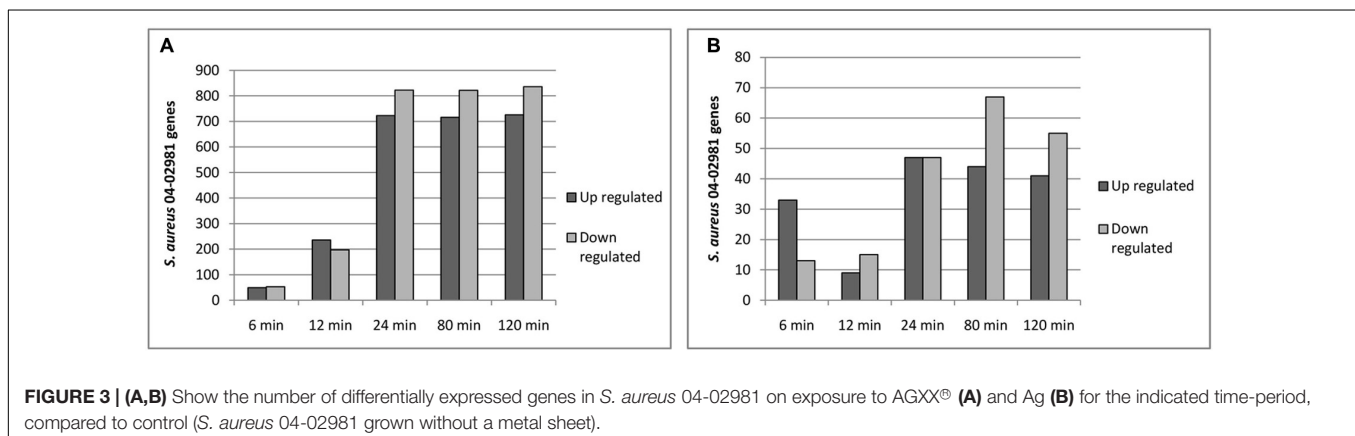 A
900
800
700
600
500
400
300
200
100
0
S. aureus 04-02981 genes
6 min 12 min 24 min 80 min 120 min
Up regulated
Down
regulated
B
80
70
60
50
40
30
20
10
0
S. aureus 04-02981 genes
6 min 12 min 24 min 80 min 120 min
Up regulated
Down
regulated
FIGURE 3 | (A,B) Show the number of differentially expressed genes in S. aureus 04-02981 on exposure to AGXX® (A) and Ag (B) for the indicated time-period,
compared to control (S. aureus 04-02981 grown without a metal sheet).